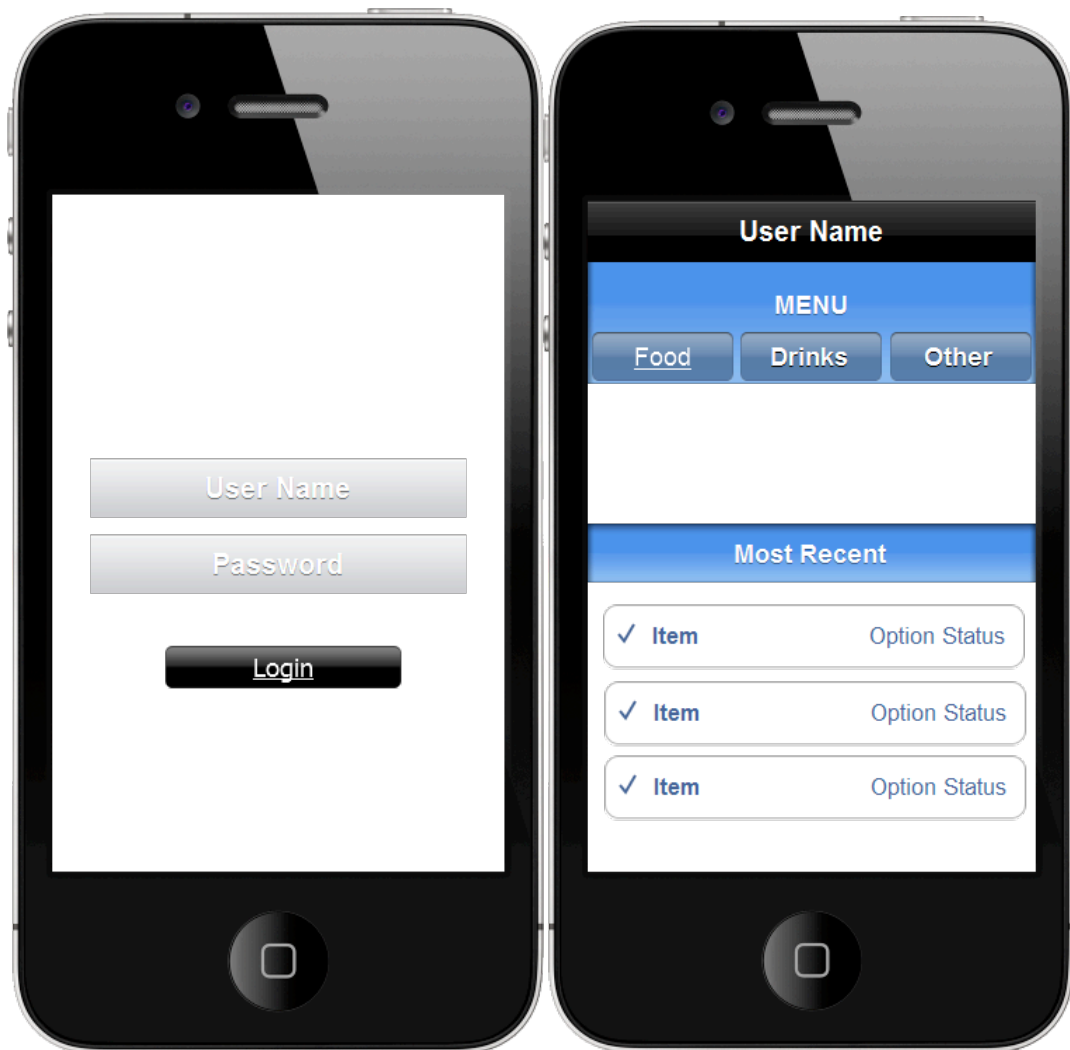 User Name
Password
Login
User Name
MENU
Food Drinks Other
Most Recent
Item Option Status
Item Option Status
Item Option Status